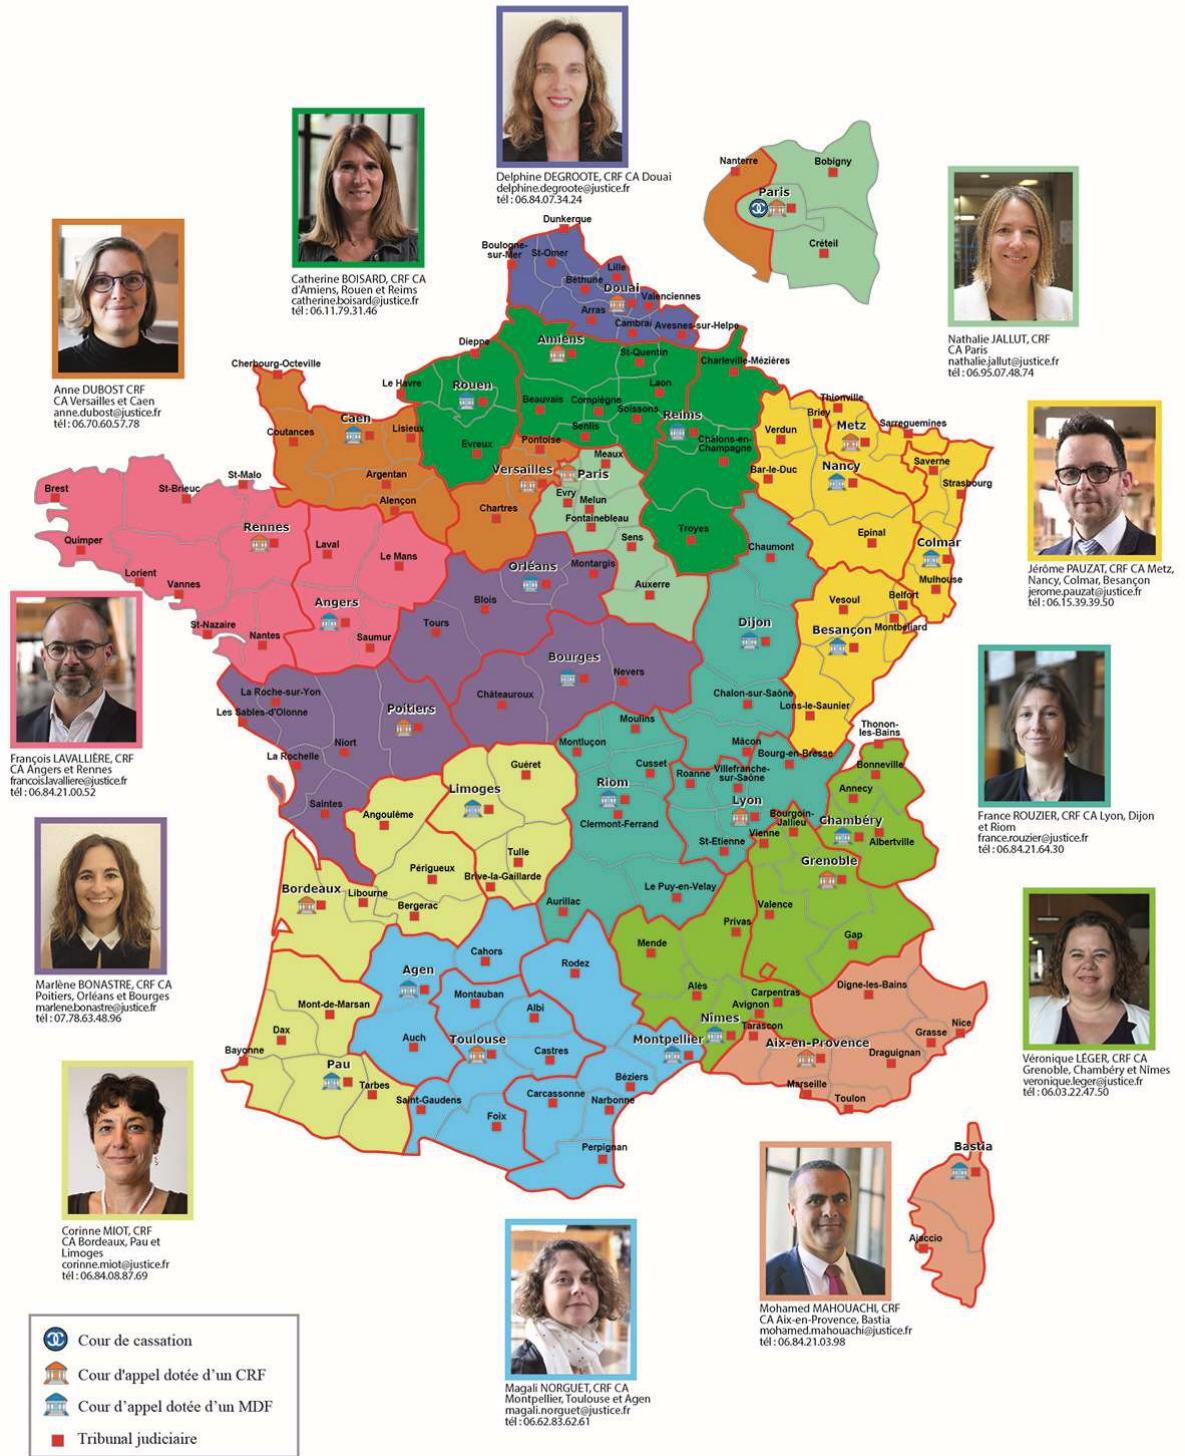 Delphine DEGROOTE, CRF CA Douai
delphine.degroote@justice.fr
tél : 06.84.07.34.24
Catherine BOISARD, CRF CA
d'Amiens, Rouen et Reims
catherine.boisard@justice.fr
tél : 06.11.79.31.46
Anne DUBOST CRF
CA Versailles et Caen
anne.dubost@justice.fr
tél : 06.70.60.57.78
Nanterre
Bobigny
Paris
Créteil
Nathalie JALLUT, CRF
CA Paris
nathalie.jallut@justice.fr
tél : 06.95.07.48.74
Dunkerque
Boulogne-
sur-Mer
St-Omer
Lille
Béthune
Douai
Valenciennes
Arras
Cambrai
Avesnes-sur-Helpe
Dieppe
Amiens
St-Quentin
Charleville-Mézières
Cherbourg-Octeville
Le Havre
Rouen
Laon
Beauvais
Compiègne
Soissons
Reims
Senlis
Thionville
Briey
Metz
Sarreguemines
Verdun
Caen
Lisieux
Coutances
Evreux
Pontoise
Châlons-en-
Champagne
Meaux
Versailles
Paris
Bar-le-Duc
Nancy
Saverne
Strasbourg
Argentan
Alençon
Chartres
Evry
Melun
Fontainebleau
St-Malo
St-Brieuc
Brest
Rennes
Laval
Le Mans
Sens
Troyes
Chaumont
Epinal
Colmar
Mulhouse
Quimper
Lorient
Vannes
Orléans
Montargis
Auxerre
Angers
Blois
Tours
Vesoul
Belfort
Montbéliard
Besançon
Dijon
St-Nazaire
Nantes
Saumur
Bourges
Nevers
Châteauroux
Chalon-sur-Saône
Lons-le-Saunier
La Roche-sur-Yon
Les Sables-d'Olonne
Poitiers
Moulins
Mâcon
Bourg-en-Bresse
Thonon-
les-Bains
Niort
La Rochelle
Montluçon
Cusset
Roanne
Villefranche-
sur-Saône
Bonneville
Annecy
Guéret
Limoges
Riom
Clermont-Ferrand
Lyon
Bourgoin-
Jallieu
Chambéry
Albertville
Saintes
Angoulême
St-Etienne
Vienne
Grenoble
Tulle
Périgueux
Brive-la-Gaillarde
Le Puy-en-Velay
Bordeaux
Libourne
Bergerac
Aurillac
Valence
Privas
Gap
Cahors
Agen
Rodez
Mende
Mont-de-Marsan
Montauban
Albi
Alès
Carpentras
Avignon
Digne-les-Bains
Dax
Auch
Toulouse
Castres
Montpellier
Nîmes
Tarascon
Aix-en-Provence
Grasse
Nice
Draguignan
Bayonne
Pau
Tarbes
Saint-Gaudens
Béziers
Carcassonne
Narbonne
Marseille
Toulon
Foix
Perpignan
Bastia
Ajaccio
Jérôme PAUZAT, CRF CA Metz,
Nancy, Colmar, Besançon
jerome.pauzat@justice.fr
tél : 06.15.39.39.50
François LAVALLIÈRE, CRF
CA Angers et Rennes
francois.lavalliere@justice.fr
tél : 06.84.21.00.52
France ROUZIER, CRF CA Lyon, Dijon
et Riom
france.rouzier@justice.fr
tél : 06.84.21.64.30
Marlène BONASTRE, CRF CA
Poitiers, Orléans et Bourges
marlene.bonastre@justice.fr
tél : 07.78.63.48.96
Véronique LÉGER, CRF CA
Grenoble, Chambéry et Nîmes
veronique.leger@justice.fr
tél : 06.03.22.47.50
Corinne MIOT, CRF
CA Bordeaux, Pau et
Limoges
corinne.miot@justice.fr
tél : 06.84.08.87.69
Mohamed MAHOUACHI, CRF
CA Aix-en-Provence, Bastia
mohamed.mahouachi@justice.fr
tél : 06.84.21.03.98
Magali NORGUET, CRF CA
Montpellier, Toulouse et Agen
magali.norguet@justice.fr
tél : 06.62.83.62.61
Cour de cassation
Cour d'appel dotée d'un CRF
Cour d'appel dotée d'un MDF
Tribunal judiciaire